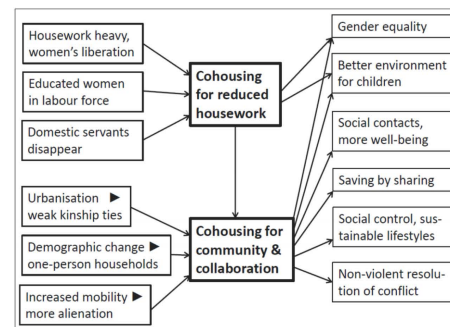 Housework heavy,
women's liberation
Educated women
in labour force
Domestic servants
disappear
Cohousing
for reduced
housework
Urbanisation ►
weak kinship ties
Demographic change ►
one-person households
Increased mobility ►
more alienation
Cohousing for
community &
collaboration
Gender equality
Better environment
for children
Social contacts,
more well-being
Saving by sharing
Social control, sus-
tainable lifestyles
Non-violent resolu-
tion of conflict